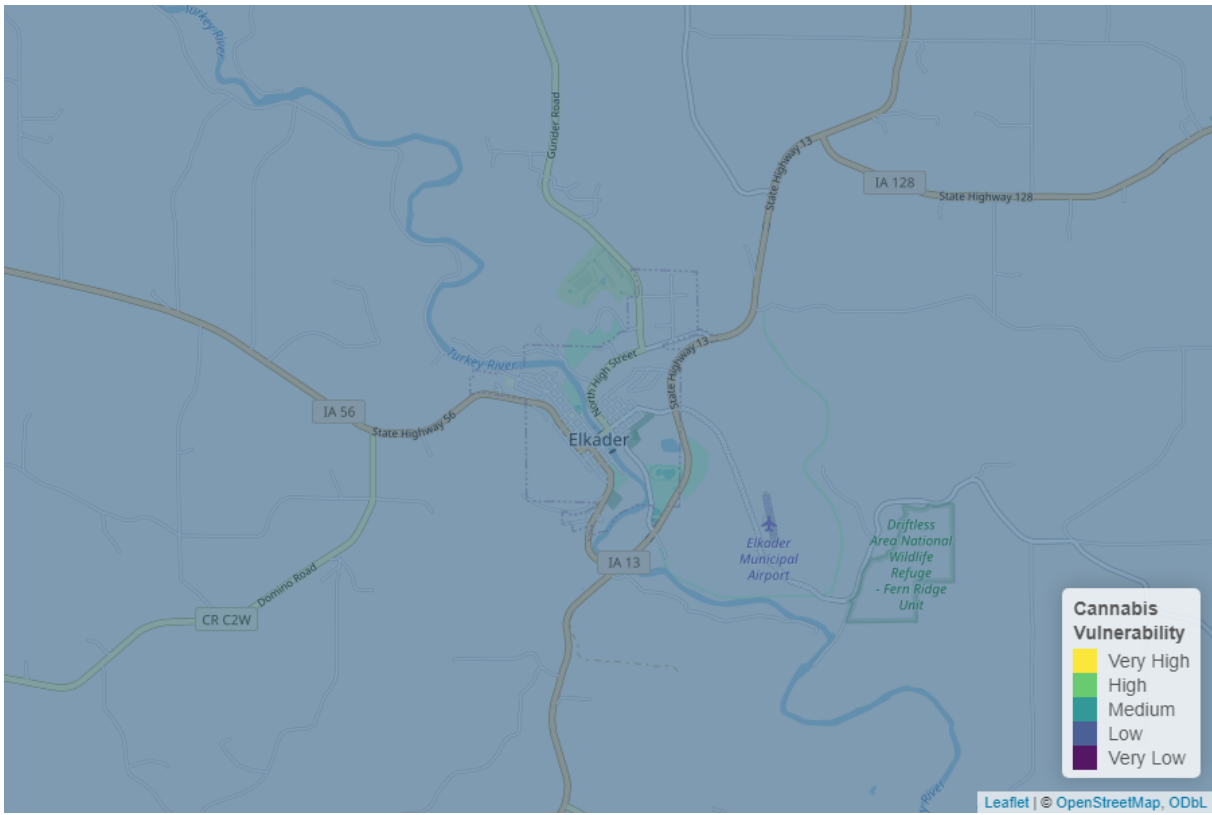 Turkey River
Gunder Road
State Highway 13
IA 128
State Highway 128
Turkey River
North High Street
State Highway 13
IA 56
State Highway 56
Elkader
Driftless
Area National
Wildlife
Refuge
- Fern Ridge
Unit
Elkader
Municipal
Airport
IA 13
Domino Road
CR C2W
Cannabis
Vulnerability
Very High
High
Medium
Low
Very Low
River
Leaflet | © OpenStreetMap, ODbL